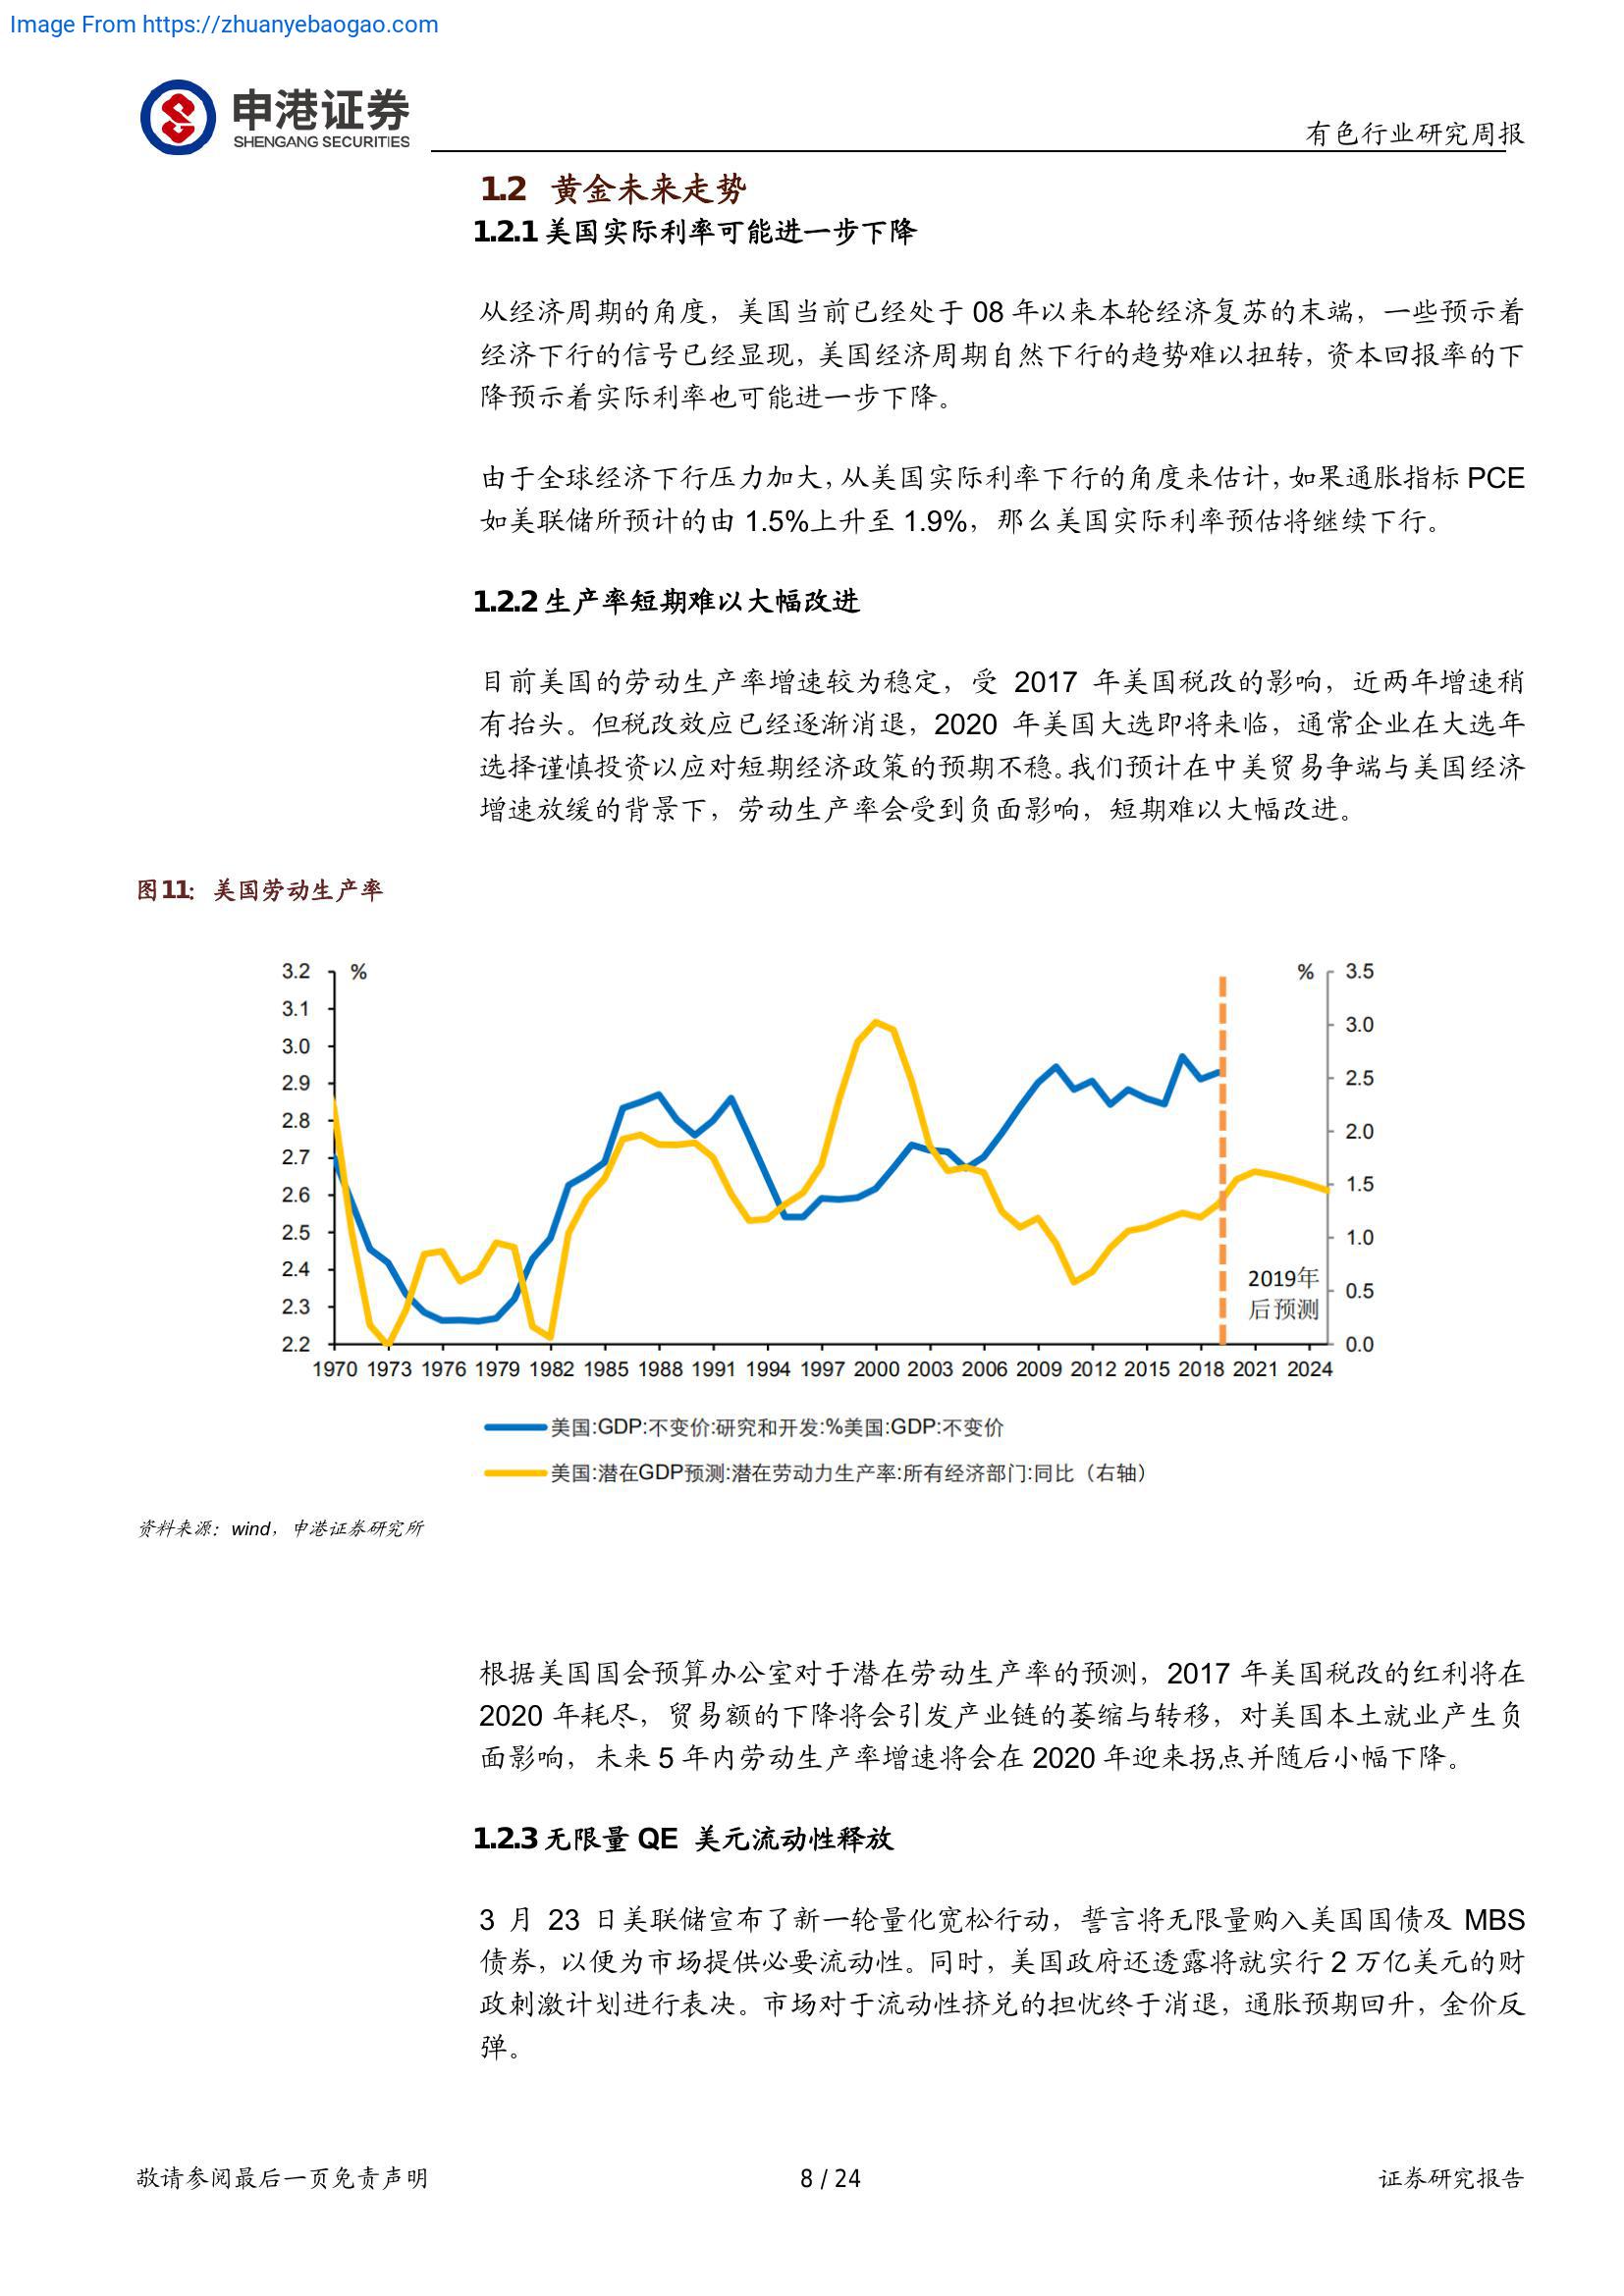 Image From https://zhuanyebaogao.com
申港证券
SHENGANG SECURITIES
有色行业研究周报
1.2 黄金未来走势
1.2.1 美国实际利率可能进一步下降
从经济周期的角度，美国当前已经处于 08 年以来本轮经济复苏的末端，一些预示着
经济下行的信号已经显现，美国经济周期自然下行的趋势难以扭转，资本回报率的下
降预示着实际利率也可能进一步下降。
由于全球经济下行压力加大，从美国实际利率下行的角度来估计，如果通胀指标 PCE
如美联储所预计的由 1.5%上升至 1.9%，那么美国实际利率预估将继续下行。
1.2.2 生产率短期难以大幅改进
目前美国的劳动生产率增速较为稳定，受 2017 年美国税改的影响，近两年增速稍
有抬头。但税改效应已经逐渐消退，2020 年美国大选即将来临，通常企业在大选年
选择谨慎投资以应对短期经济政策的预期不稳。我们预计在中美贸易争端与美国经济
增速放缓的背景下，劳动生产率会受到负面影响，短期难以大幅改进。
图11：美国劳动生产率
3.2 % % 3.5
3.1
3.0 3.0
2.9 2.5
2.8
2.7 2.0
2.6 1.5
2.5
2.4 1.0
2.3 0.5
2.2 0.0
2019年
后预测
1970 1973 1976 1979 1982 1985 1988 1991 1994 1997 2000 2003 2006 2009 2012 2015 2018 2021 2024
美国:GDP:不变价:研究和开发:%美国:GDP:不变价
美国:潜在GDP预测:潜在劳动力生产率:所有经济部门:同比（右轴）
资料来源：wind，申港证券研究所
根据美国国会预算办公室对于潜在劳动生产率的预测，2017 年美国税改的红利将在
2020 年耗尽，贸易额的下降将会引发产业链的萎缩与转移，对美国本土就业产生负
面影响，未来 5 年内劳动生产率增速将会在 2020 年迎来拐点并随后小幅下降。
1.2.3 无限量 QE 美元流动性释放
3 月 23 日美联储宣布了新一轮量化宽松行动，誓言将无限量购入美国国债及 MBS
债券，以便为市场提供必要流动性。同时，美国政府还透露将就实行 2 万亿美元的财
政刺激计划进行表决。市场对于流动性挤兑的担忧终于消退，通胀预期回升，金价反
弹。
敬请参阅最后一页免责声明
8 / 24
证券研究报告